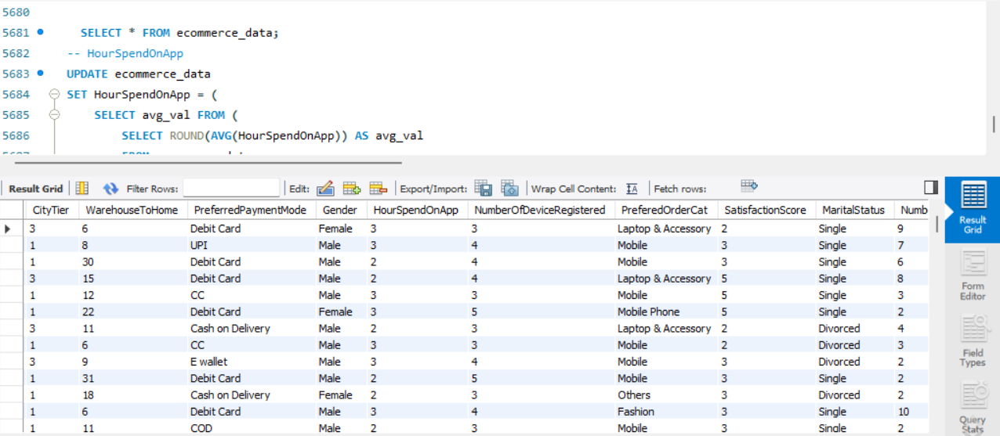 5680
5681 SELECT * FROM ecommerce_data;
5682 -- HourSpendOnApp
5683 UPDATE ecommerce_data
5684 SET HourSpendOnApp = (
5685 SELECT avg_val FROM (
5686 SELECT ROUND(AVG(HourSpendOnApp)) AS avg_val
Result Grid Filter Rows: Edit: Export/Import: Wrap Cell Content: Fetch rows:
CityTier WarehouseToHome PreferredPaymentMode Gender HourSpendOnApp NumberOfDeviceRegistered PreferedOrderCat SatisfactionScore MaritalStatus Numb
3 6 Debit Card Female 3 3 Laptop & Accessory 2 Single 9
1 8 UPI Male 3 4 Mobile 3 Single 7
1 30 Debit Card Male 2 4 Mobile 3 Single 6
3 15 Debit Card Male 2 4 Laptop & Accessory 5 Single 8
1 12 CC Male 3 3 Mobile 5 Single 3
1 22 Debit Card Female 3 5 Mobile Phone 5 Single 2
3 11 Cash on Delivery Male 2 3 Laptop & Accessory 2 Divorced 4
1 6 CC Male 3 3 Mobile 2 Divorced 3
3 9 E wallet Male 3 4 Mobile 3 Divorced 2
1 31 Debit Card Male 2 5 Mobile 3 Single 2
1 18 Cash on Delivery Female 2 3 Others 3 Divorced 2
1 6 Debit Card Male 3 4 Fashion 3 Single 10
1 11 COD Male 2 3 Mobile 3 Single 2
Result
Grid
Form
Editor
Field
Types
Query
Stats